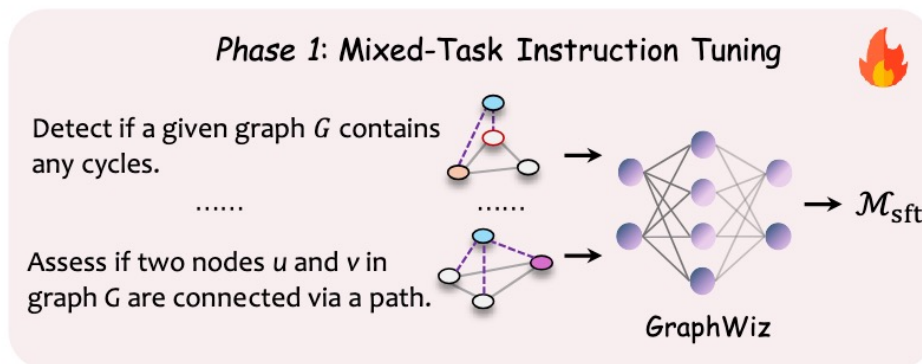 Phase 1: Mixed-Task Instruction Tuning
Detect if a given graph G contains
any cycles.
...... ......
Assess if two nodes u and v in
graph G are connected via a path.
GraphWiz
ℳsft